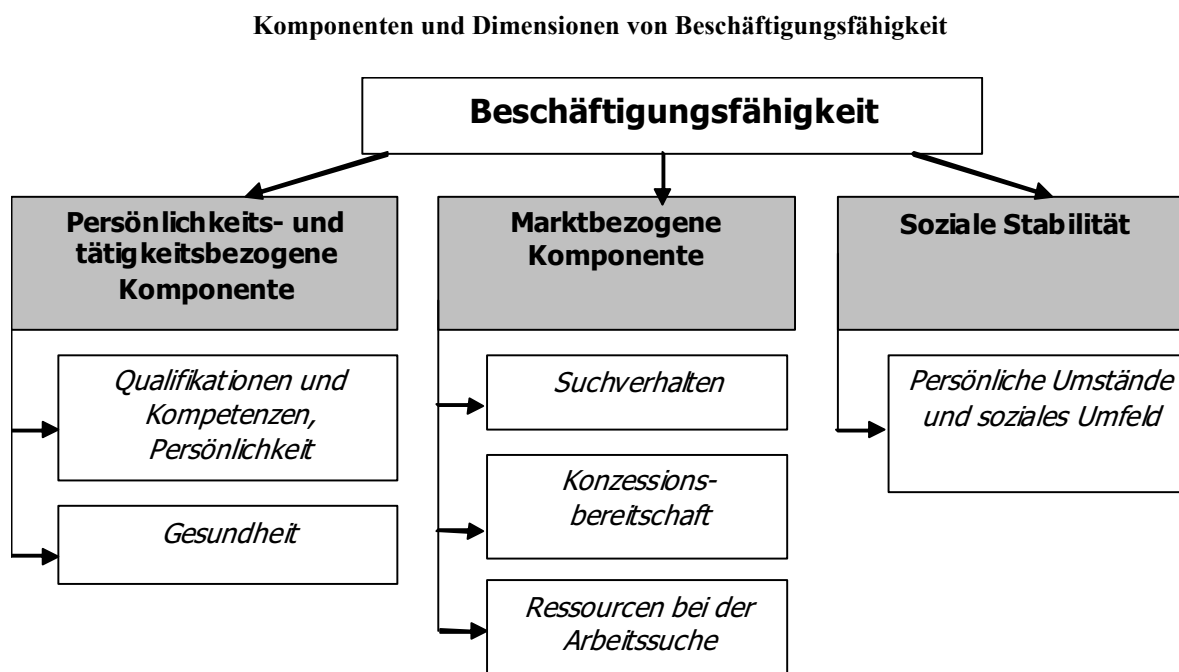 Komponenten und Dimensionen von Beschäftigungsfähigkeit
Beschäftigungsfähigkeit
Persönlichkeits- und
tätigkeitsbezogene
Komponente
Qualifikationen und
Kompetenzen,
Persönlichkeit
Gesundheit
Marktbezogene
Komponente
Suchverhalten
Konzessions-
bereitschaft
Ressourcen bei der
Arbeitssuche
Soziale Stabilität
Persönliche Umstände
und soziales Umfeld